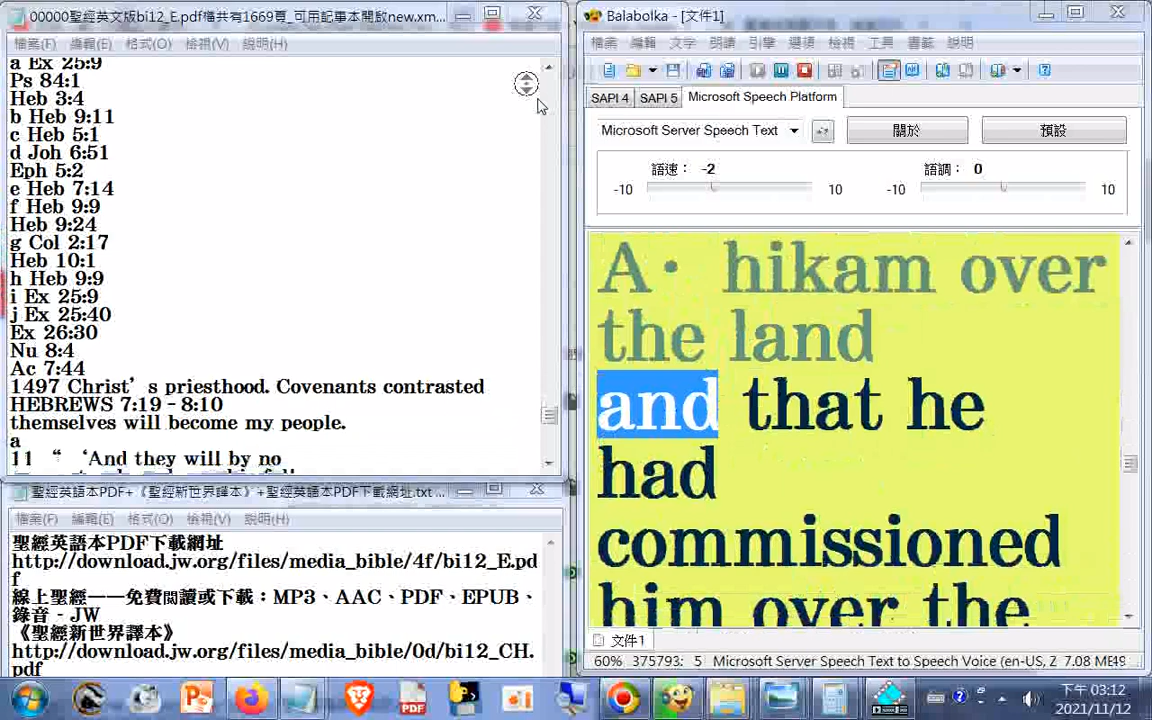 00000聖經英文版bi12_E.pdf檔共有1669頁_可用記事本開啟new.xm...
檔案(F) 編輯(E) 格式(O) 檢視(V) 說明(H)
a Ex 25:9
Ps 84:1
Heb 3:4
b Heb 9:11
c Heb 5:1
d Joh 6:51
Eph 5:2
e Heb 7:14
f Heb 9:9
Heb 9:24
g Col 2:17
Heb 10:1
h Heb 9:9
i Ex 25:9
j Ex 25:40
Ex 26:30
Nu 8:4
Ac 7:44
1497 Christ’s priesthood. Covenants contrasted
HEBREWS 7:19–8:10
themselves will become my people.
a
11 “ ‘And they will by no
聖經英語本PDF+《聖經新世界譯本》+聖經英語本PDF下載網址.txt ...
檔案(F) 編輯(E) 格式(O) 檢視(V) 說明(H)
聖經英語本PDF下載網址
http://download.jw.org/files/media_bible/4f/bi12_E.pd
f
線上聖經——免費閱讀或下載：MP3、AAC、PDF、EPUB、
錄音－JW
《聖經新世界譯本》
http://download.jw.org/files/media_bible/0d/bi12_CH.
pdf
Balabolka - [文件1]
檔案 編輯 文字 朗讀 引擎 選項 檢視 工具 書籤 說明
SAPI 4 SAPI 5 Microsoft Speech Platform
Microsoft Server Speech Text 關於 預設
語速： -2 語調： 0
-10 10 -10 10
A· hikam over
the land
and that he
had
commissioned
him over the
文件1
60% 375793: 5 Microsoft Server Speech Text to Speech Voice (en-US, Z 7.08 MB
PDF
下午 03:12
2021/11/12